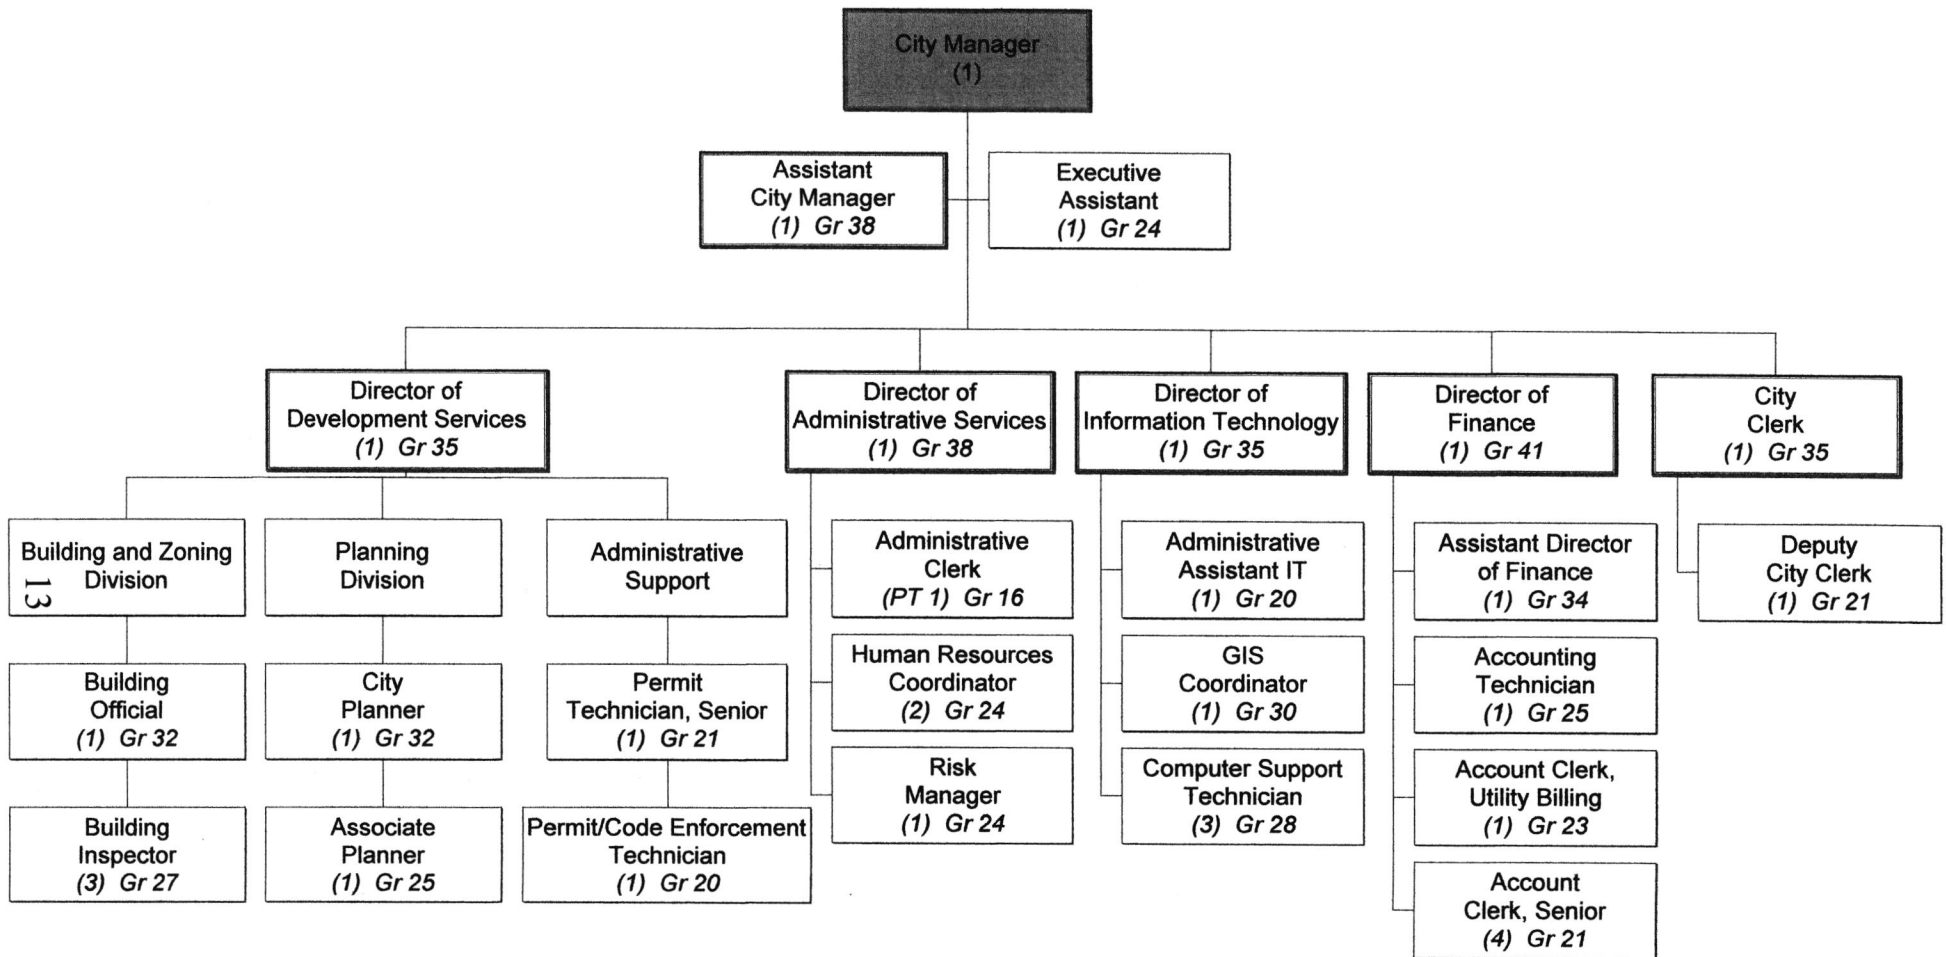 City Manager
(1)
Assistant
City Manager
(1) Gr 38
Executive
Assistant
(1) Gr 24
Director of
Development Services
(1) Gr 35
Director of
Administrative Services
(1) Gr 38
Director of
Information Technology
(1) Gr 35
Director of
Finance
(1) Gr 41
City
Clerk
(1) Gr 35
Building and Zoning
Division
13
Building
Official
(1) Gr 32
Building
Inspector
(3) Gr 27
Planning
Division
City
Planner
(1) Gr 32
Associate
Planner
(1) Gr 25
Administrative
Support
Permit
Technician, Senior
(1) Gr 21
Permit/Code Enforcement
Technician
(1) Gr 20
Administrative
Clerk
(PT 1) Gr 16
Human Resources
Coordinator
(2) Gr 24
Risk
Manager
(1) Gr 24
Administrative
Assistant IT
(1) Gr 20
GIS
Coordinator
(1) Gr 30
Computer Support
Technician
(3) Gr 28
Assistant Director
of Finance
(1) Gr 34
Accounting
Technician
(1) Gr 25
Account Clerk,
Utility Billing
(1) Gr 23
Account
Clerk, Senior
(4) Gr 21
Deputy
City Clerk
(1) Gr 21